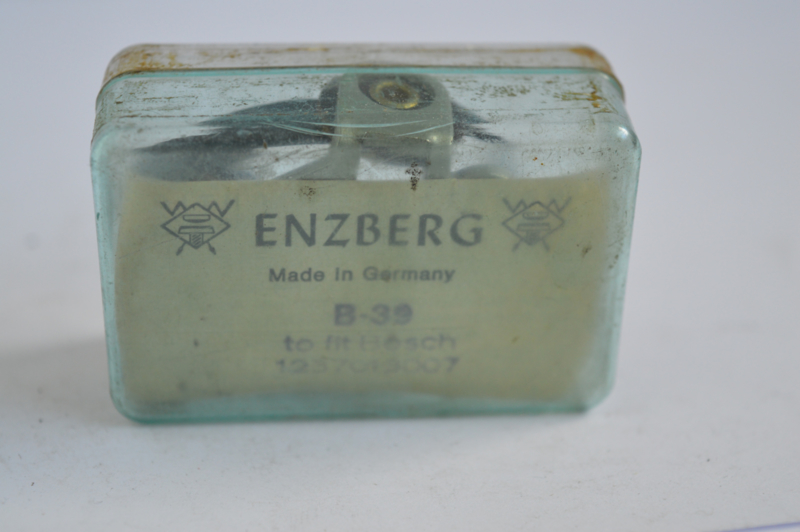 ENZBERG
Made in Germany
B-39
to fit Bosch